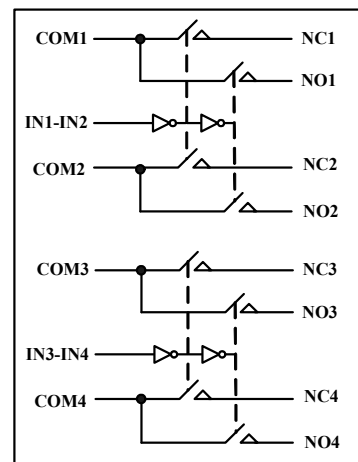 COM1 NC1
NO1
IN1-IN2
COM2 NC2
NO2
COM3 NC3
NO3
IN3-IN4
COM4 NC4
NO4